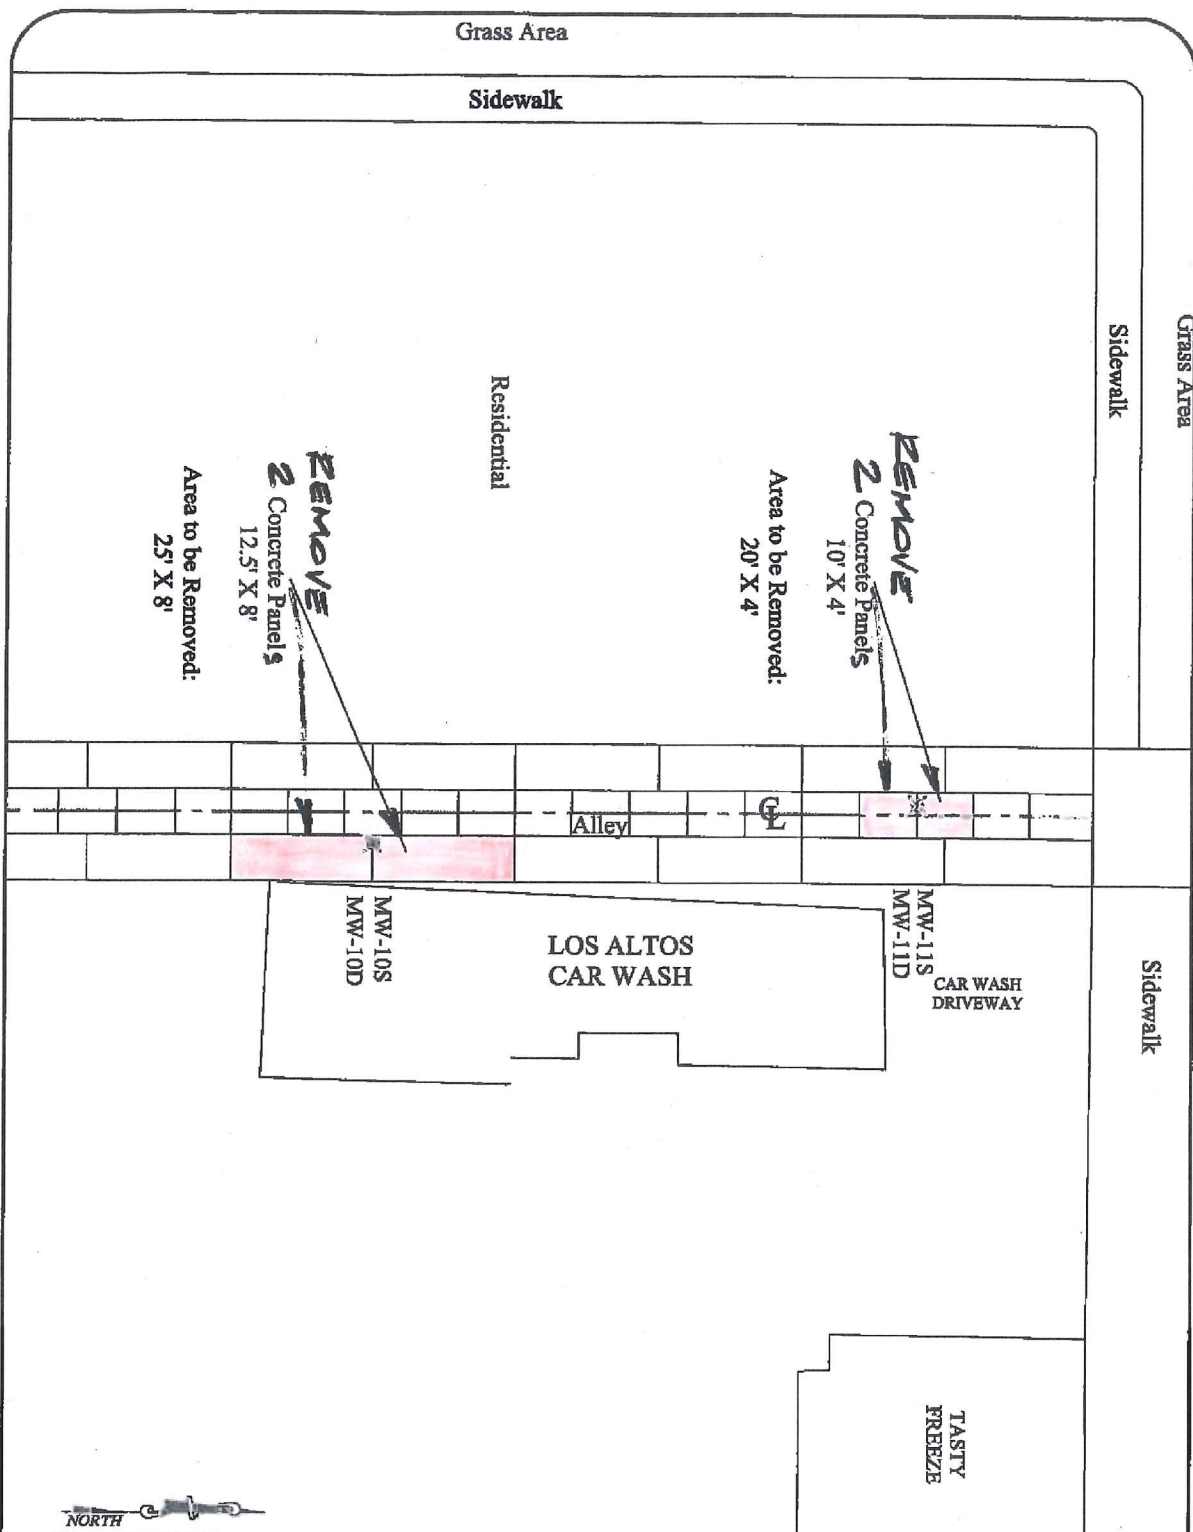 Grass Area
Sidewalk
Grass Area
Sidewalk
Residential
REMOVE
2 Concrete Panels
10' X 4'
Area to be Removed:
20' X 4'
REMOVE
2 Concrete Panels
12.5' X 8'
Area to be Removed:
25' X 8'
Alley
CL
MW-11S
MW-11D
MW-10S
MW-10D
LOS ALTOS
CAR WASH
CAR WASH
DRIVEWAY
Sidewalk
TASTY
FREEZE
NORTH